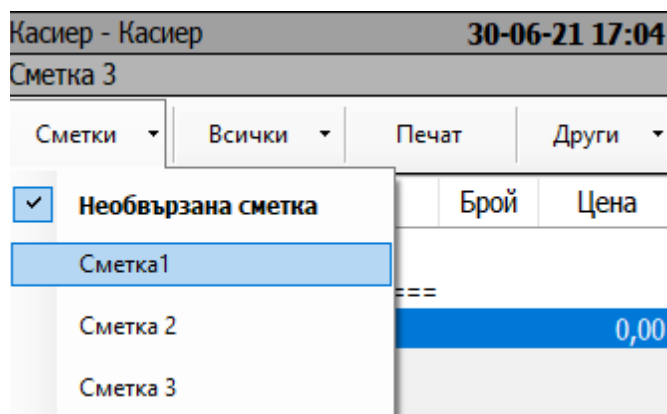 Касиер - Касиер 30-06-21 17:04
Сметка 3
Сметки Всички Печат Други
Необвързана сметка Брой Цена
Сметка1
===
Сметка 2 0,00
Сметка 3